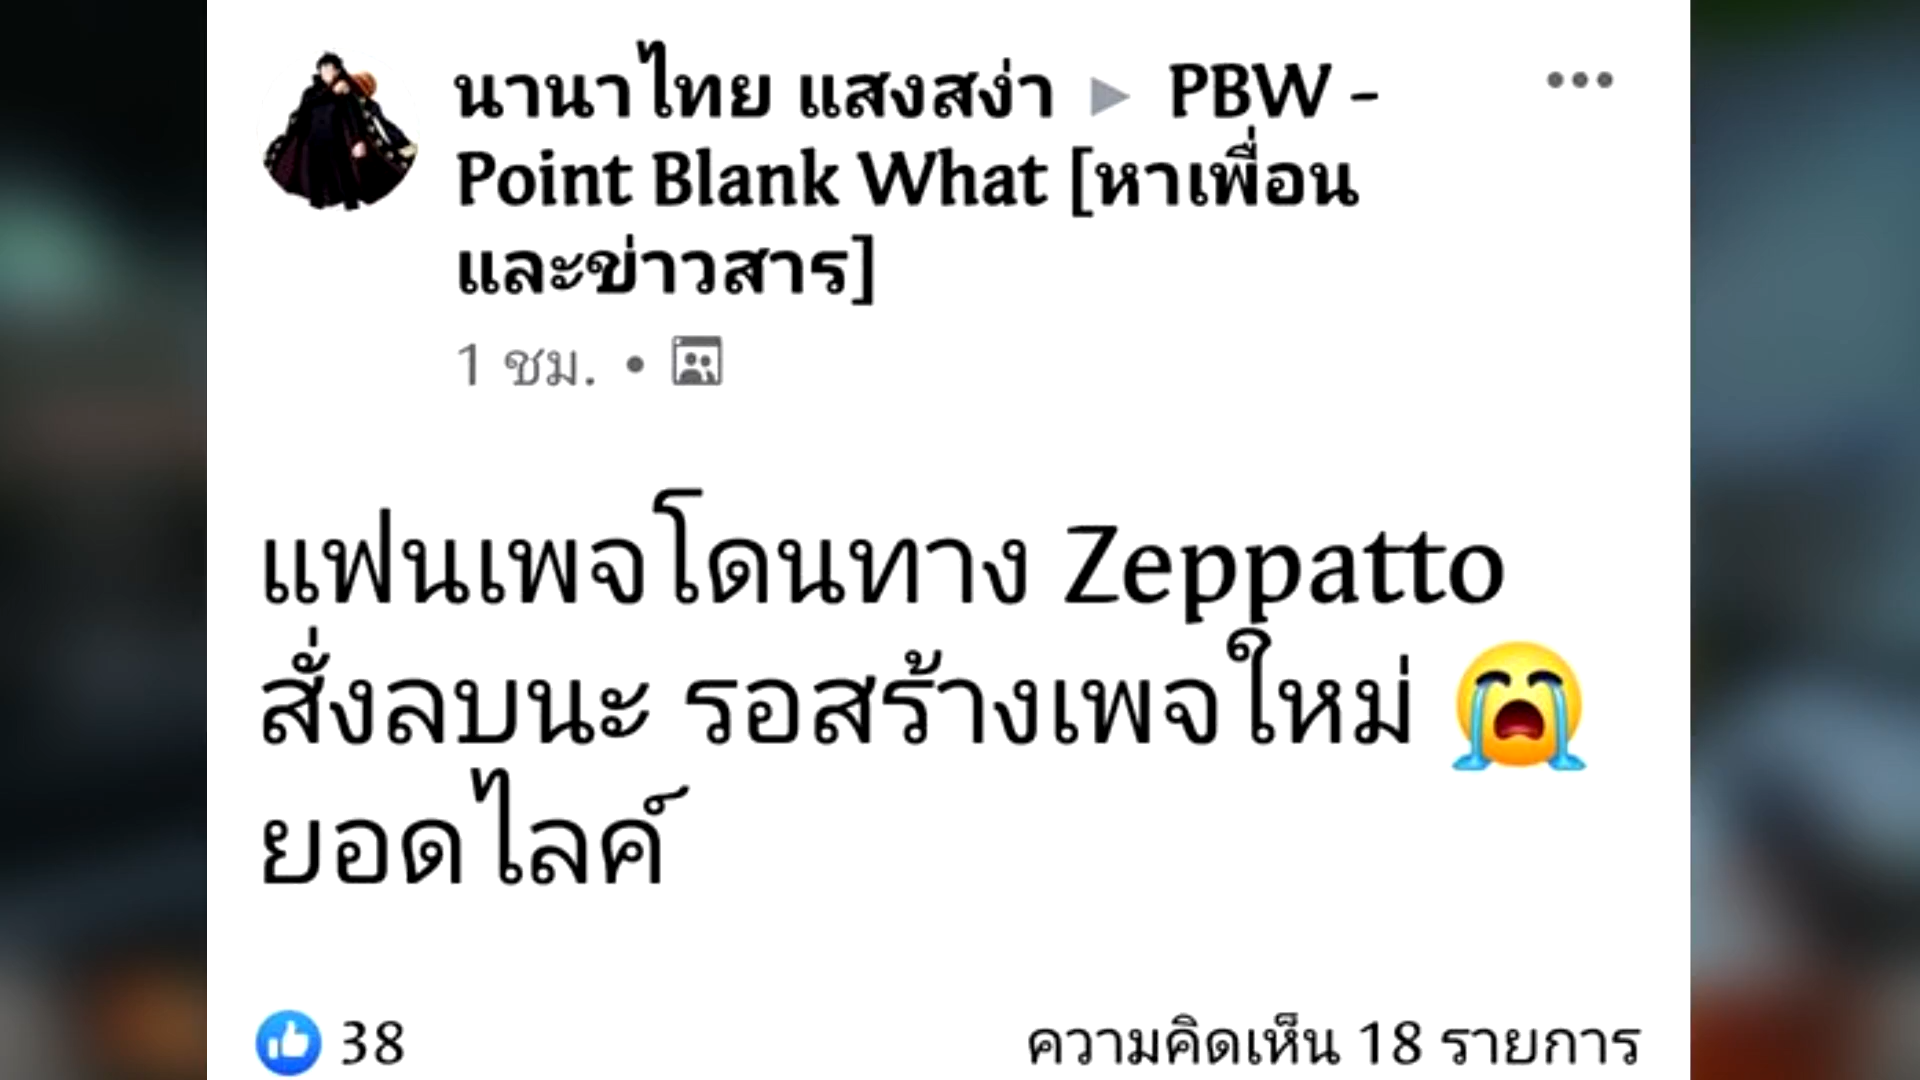 นานาไทย แสงสง่า ▸ PBW -
Point Blank What [หาเพื่อน
และข่าวสาร]
1 ชม. •
แฟนเพจโดนทาง Zeppatto
สั่งลบนะ รอสร้างเพจใหม่ 😭
ยอดไลค์
38
ความคิดเห็น 18 รายการ